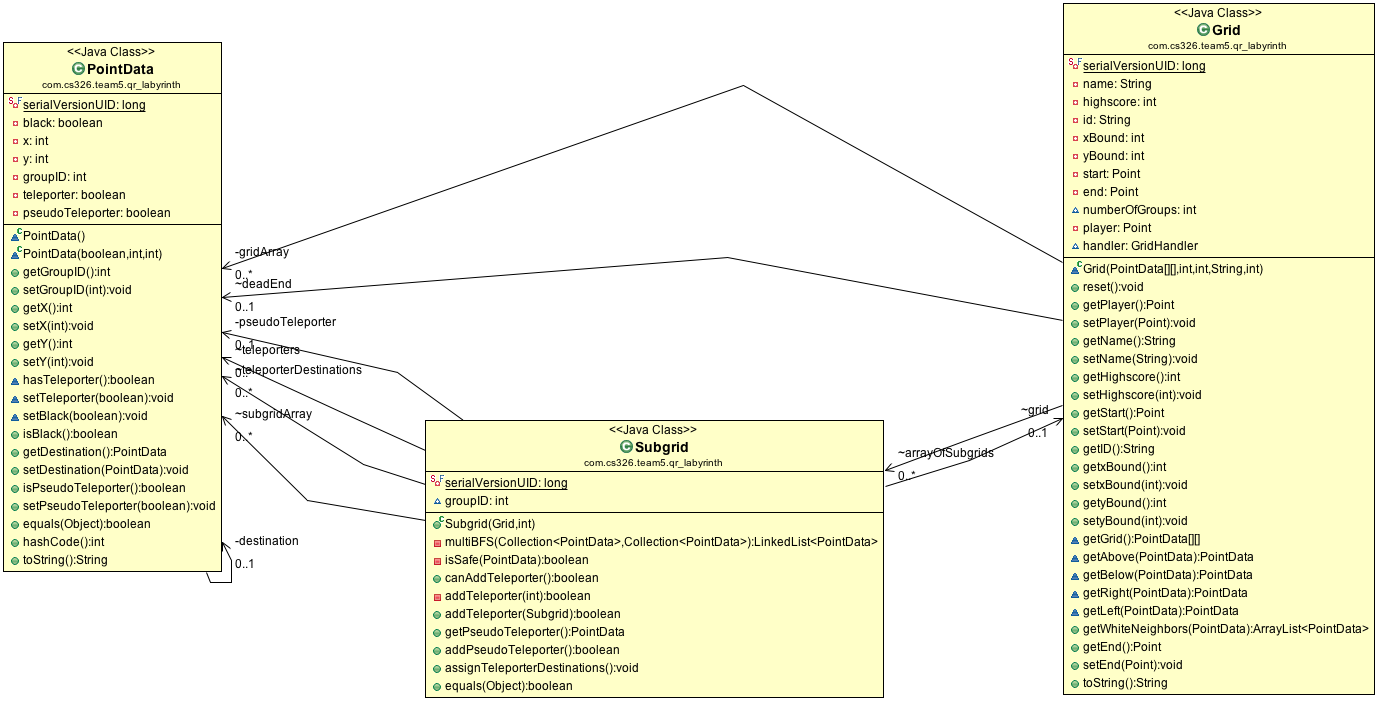 <<Java Class>>
PointData
com.cs326.team5.qr_labyrinth
serialVersionUID: long
black: boolean
x: int
y: int
groupID: int
teleporter: boolean
pseudoTeleporter: boolean
PointData()
PointData(boolean,int,int)
getGroupID():int
setGroupID(int):void
getX():int
setX(int):void
getY():int
setY(int):void
hasTeleporter():boolean
setTeleporter(boolean):void
setBlack(boolean):void
isBlack():boolean
getDestination():PointData
setDestination(PointData):void
isPseudoTeleporter():boolean
setPseudoTeleporter(boolean):void
equals(Object):boolean
hashCode():int
toString():String
-gridArray
0..*
~deadEnd
0..1
-pseudoTeleporter
0..1
~teleporters
0..*
~teleporterDestinations
0..*
~subgridArray
0..*
-destination
0..1
<<Java Class>>
Subgrid
com.cs326.team5.qr_labyrinth
serialVersionUID: long
groupID: int
Subgrid(Grid,int)
multiBFS(Collection<PointData>,Collection<PointData>):LinkedList<PointData>
isSafe(PointData):boolean
canAddTeleporter():boolean
addTeleporter(int):boolean
addTeleporter(Subgrid):boolean
getPseudoTeleporter():PointData
addPseudoTeleporter():boolean
assignTeleporterDestinations():void
equals(Object):boolean
~grid
0..1
~arrayOfSubgrids
0..*
<<Java Class>>
Grid
com.cs326.team5.qr_labyrinth
serialVersionUID: long
name: String
highscore: int
id: String
xBound: int
yBound: int
start: Point
end: Point
numberOfGroups: int
player: Point
handler: GridHandler
Grid(PointData[][],int,int,String,int)
reset():void
getPlayer():Point
setPlayer(Point):void
getName():String
setName(String):void
getHighscore():int
setHighscore(int):void
getStart():Point
setStart(Point):void
getID():String
getxBound():int
setxBound(int):void
getyBound():int
setyBound(int):void
getGrid():PointData[][]
getAbove(PointData):PointData
getBelow(PointData):PointData
getRight(PointData):PointData
getLeft(PointData):PointData
getWhiteNeighbors(PointData):ArrayList<PointData>
getEnd():Point
setEnd(Point):void
toString():String